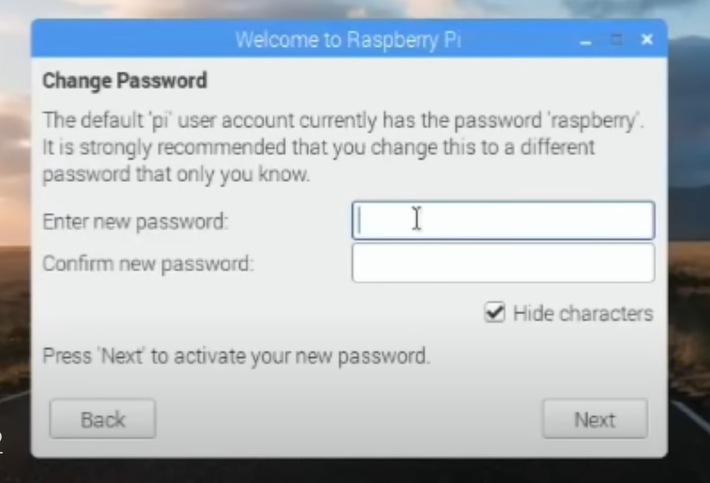 Welcome to Raspberry Pi
Change Password
The default 'pi' user account currently has the password 'raspberry'.
It is strongly recommended that you change this to a different
password that only you know.
Enter new password:
Confirm new password:
Hide characters
Press 'Next' to activate your new password.
Back
Next